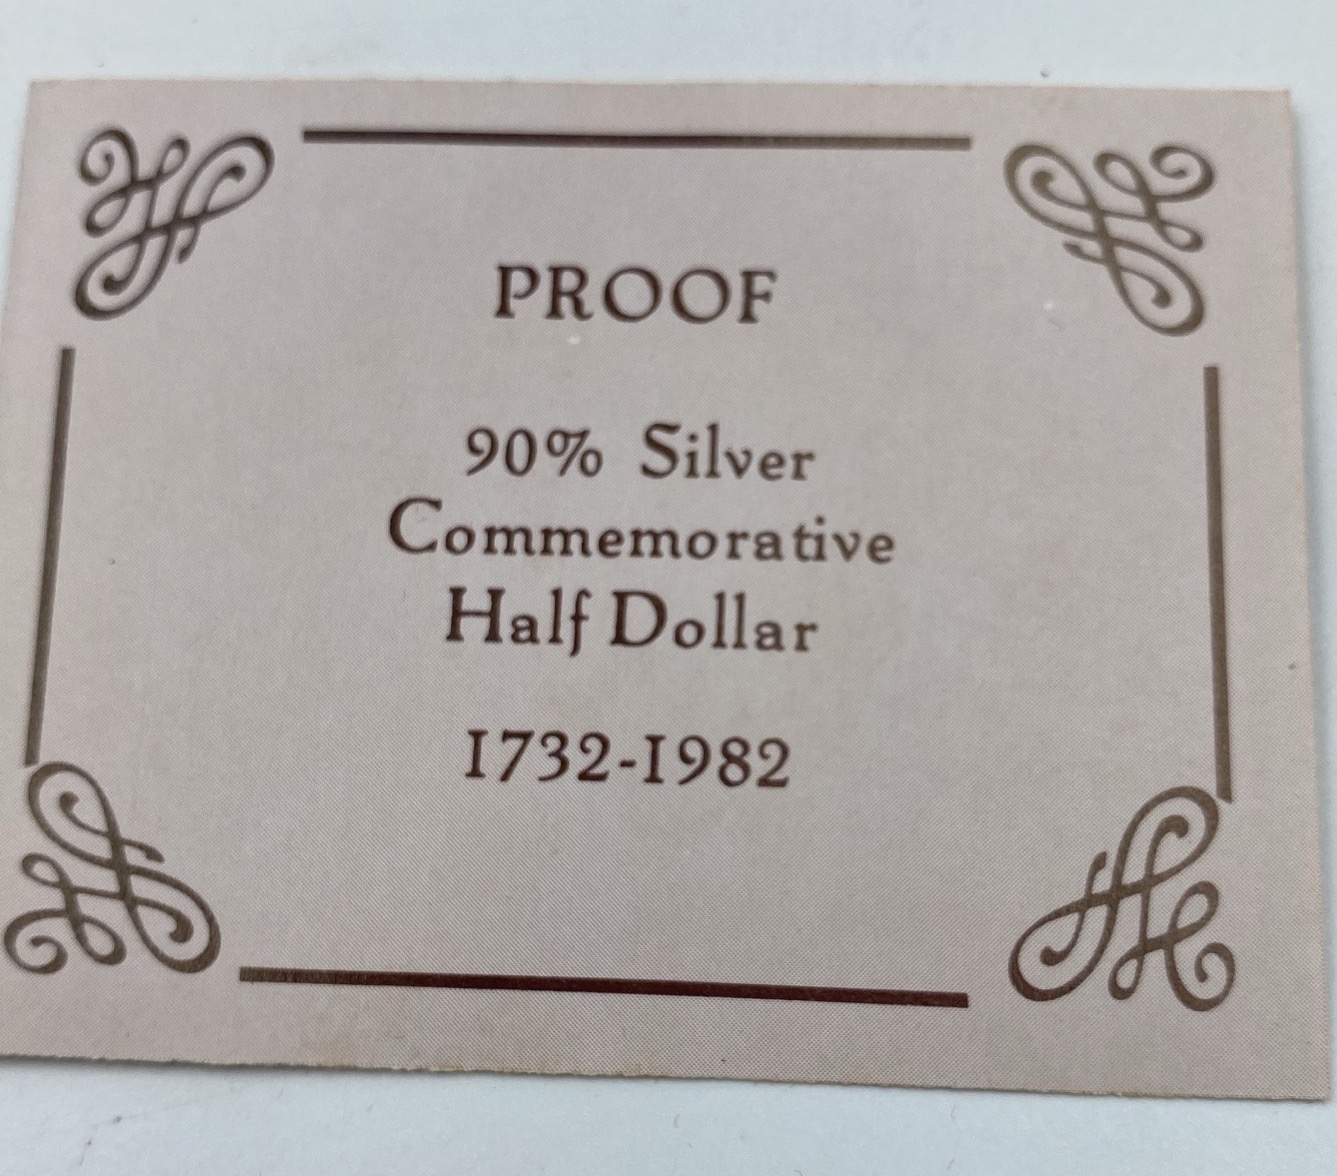 PROOF
90% Silver
Commemorative
Half Dollar
1732-1982